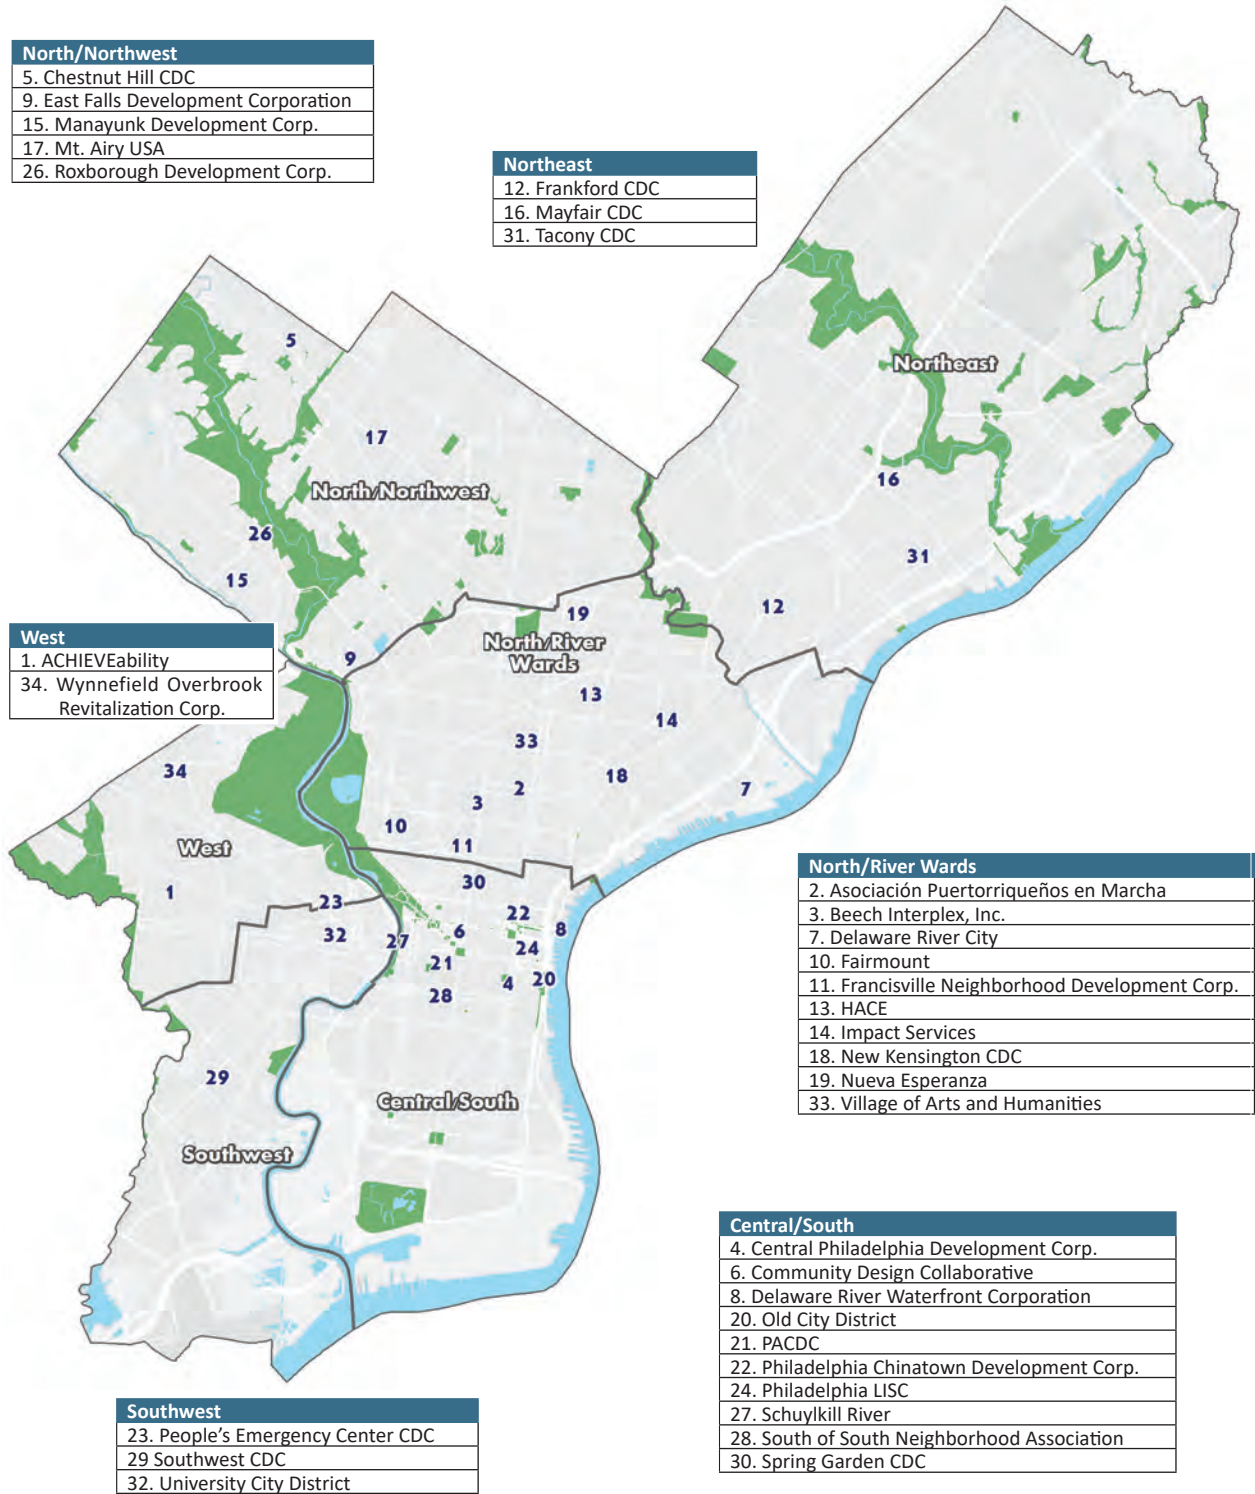 North/Northwest
5. Chestnut Hill CDC
9. East Falls Development Corporation
15. Manayunk Development Corp.
17. Mt. Airy USA
26. Roxborough Development Corp.
Northeast
12. Frankford CDC
16. Mayfair CDC
31. Tacony CDC
5
Northeast
17
16
North/Northwest
26
31
15
12
19
West
1. ACHIEVEability
34. Wynnefield Overbrook
Revitalization Corp.
North/River
Wards
9
13
14
33
34
18
2
7
3
10
11
West
North/River Wards
2. Asociación Puertorriqueños en Marcha
3. Beech Interplex, Inc.
7. Delaware River City
10. Fairmount
11. Francisville Neighborhood Development Corp.
13. HACE
14. Impact Services
18. New Kensington CDC
19. Nueva Esperanza
33. Village of Arts and Humanities
30
1
23
22
32
27
6
8
24
21
4
20
28
29
Central/South
Southwest
Central/South
4. Central Philadelphia Development Corp.
6. Community Design Collaborative
8. Delaware River Waterfront Corporation
20. Old City District
21. PACDC
22. Philadelphia Chinatown Development Corp.
24. Philadelphia LISC
27. Schuylkill River
28. South of South Neighborhood Association
30. Spring Garden CDC
Southwest
23. People's Emergency Center CDC
29 Southwest CDC
32. University City District